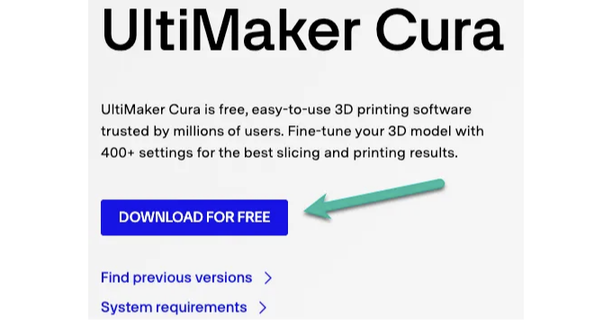 UltiMaker Cura
UltiMaker Cura is free, easy-to-use 3D printing software
trusted by millions of users. Fine-tune your 3D model with
400+ settings for the best slicing and printing results.
DOWNLOAD FOR FREE
Find previous versions
System requirements